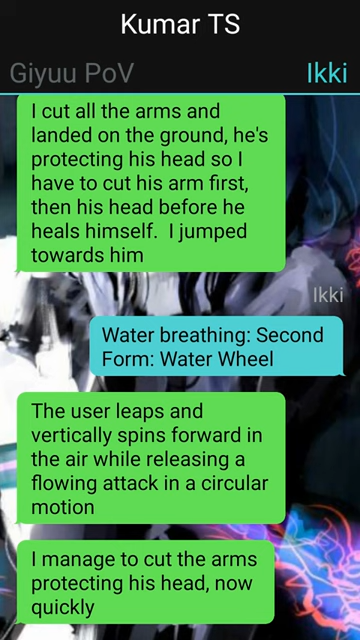 Kumar TS
Giyuu PoV
Ikki
I cut all the arms and
landed on the ground, he's
protecting his head so I
have to cut his arm first,
then his head before he
heals himself.  I jumped
towards him
Ikki
Water breathing: Second
Form: Water Wheel
The user leaps and
vertically spins forward in
the air while releasing a
flowing attack in a circular
motion
I manage to cut the arms
protecting his head, now
quickly